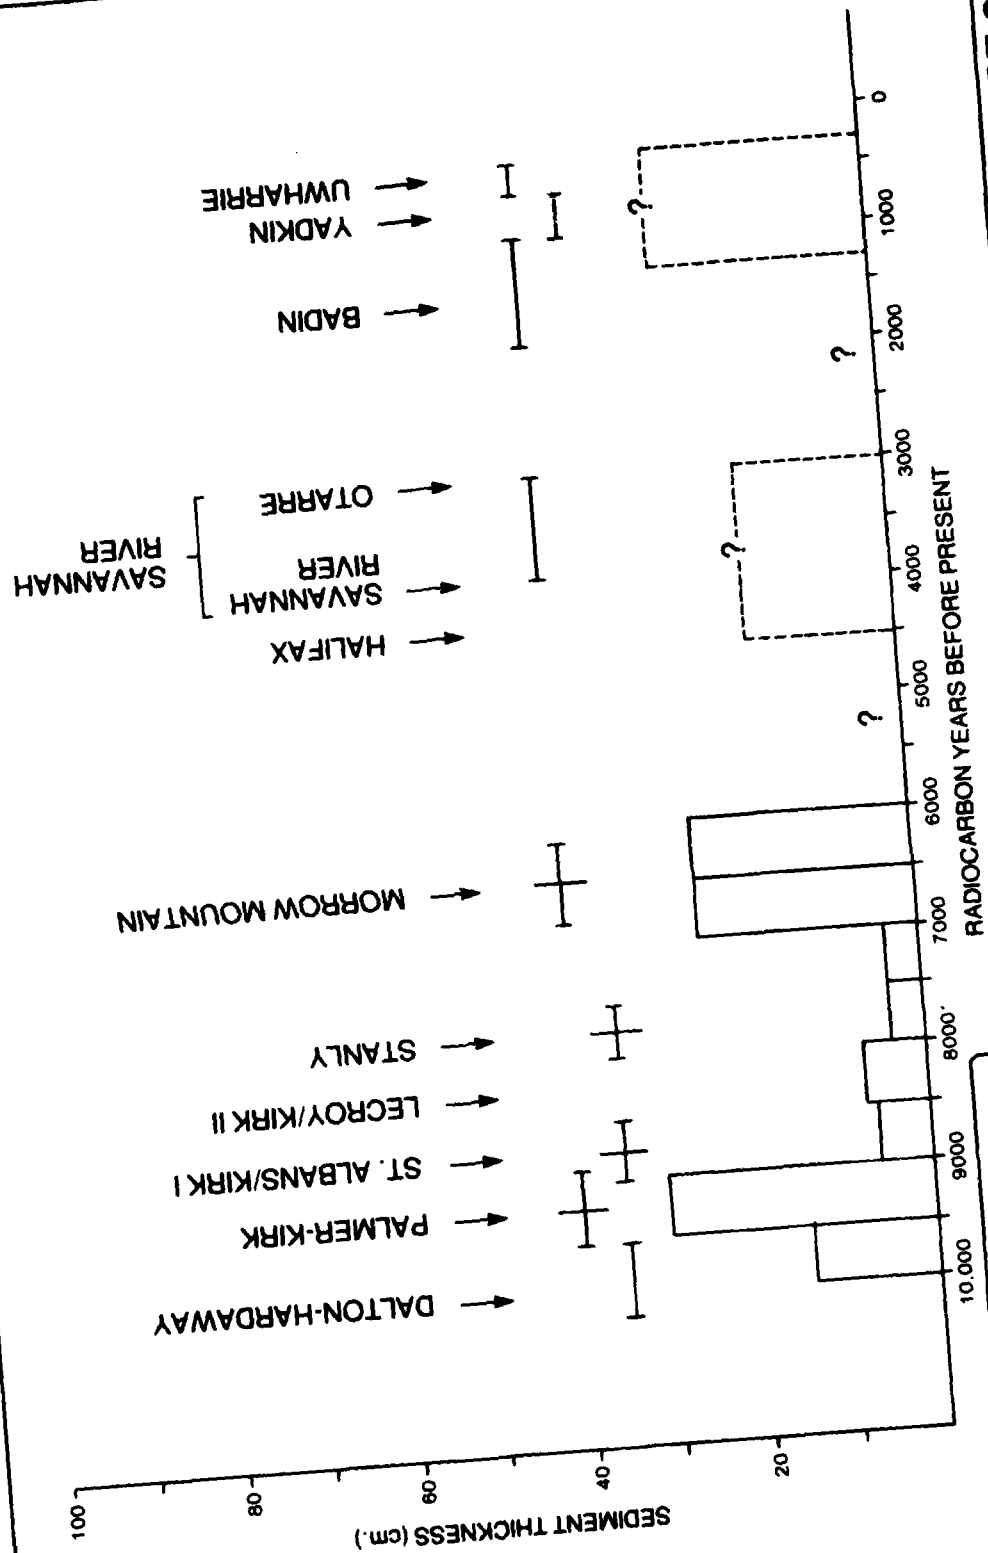 SEDIMENT THICKNESS (cm.)
100
80
60
40
20
DALTON-HARDAWAY
PALMER-KIRK
ST. ALBANS/KIRK I
LECROY/KIRK II
STANLY
MORROW MOUNTAIN
HALIFAX
SAVANNAH
RIVER
SAVANNAH
RIVER
OTARRE
BADIN
YADKIN
UWHARRIE
?
?
?
?
10.000
9000
8000
7000
6000
5000
4000
3000
2000
1000
0
RADIOCARBON YEARS BEFORE PRESENT